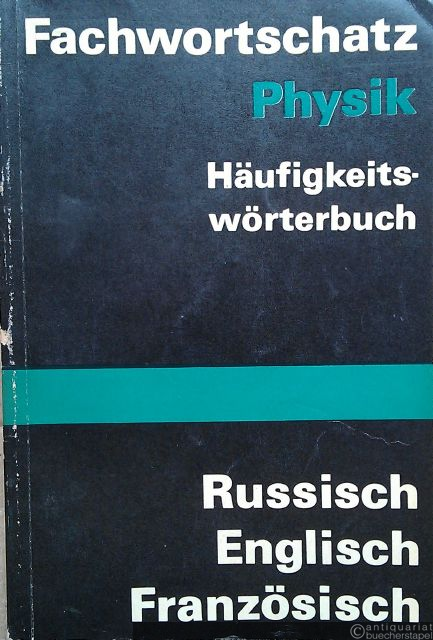 Fachwortschatz
Physik
Häufigkeits-
wörterbuch
Russisch
Englisch
Französisch
antiquariat
buecherstapel